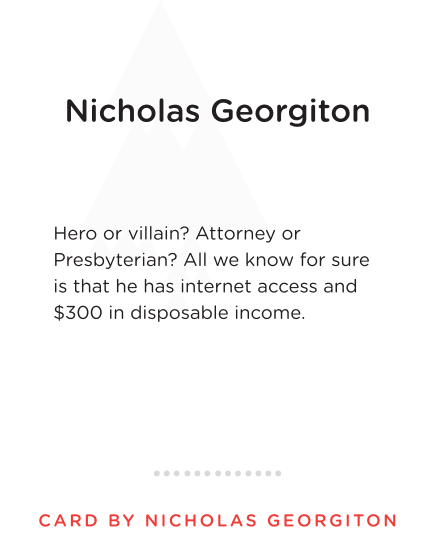 Nicholas Georgiton
Hero or villain? Attorney or
Presbyterian? All we know for sure
is that he has internet access and
$300 in disposable income.
CARD BY NICHOLAS GEORGITON